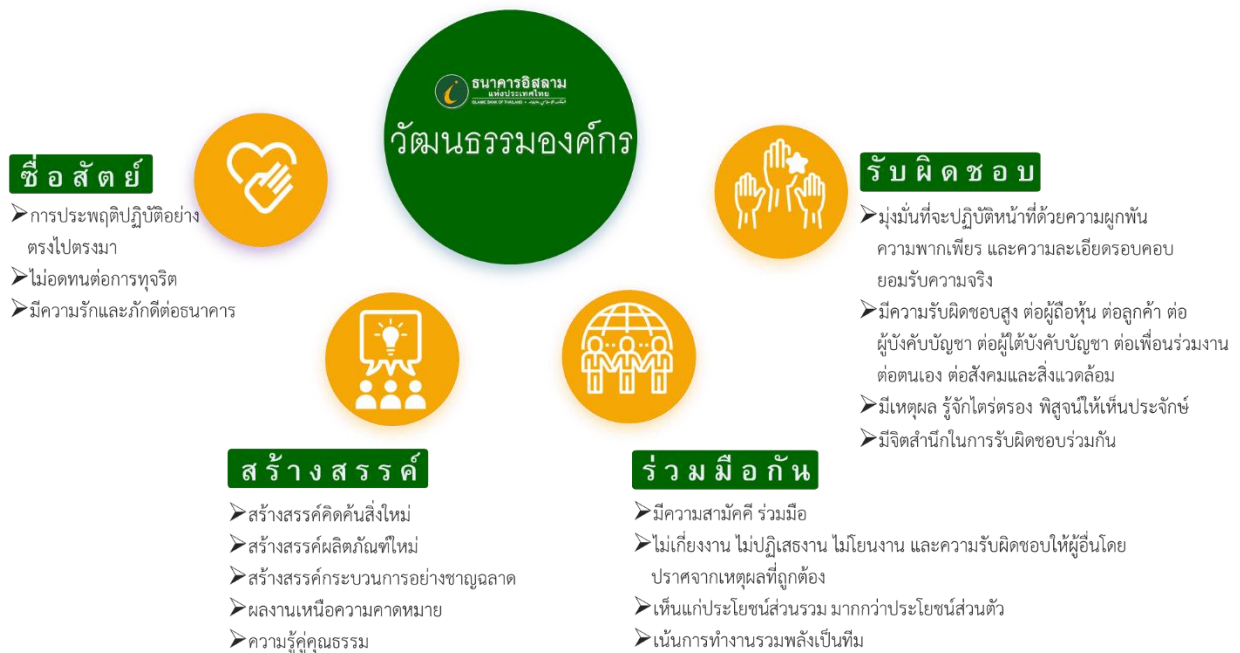 ธนาคารอิสลาม
แห่งประเทศไทย
วัฒนธรรมองค์กร
ซื่อสัตย์
➢การประพฤติปฏิบัติอย่าง
ตรงไปตรงมา
➢ไม่อดทนต่อการทุจริต
➢มีความรักและภักดีต่อธนาคาร
สร้างสรรค์
➢สร้างสรรค์คิดค้นสิ่งใหม่
➢สร้างสรรค์ผลิตภัณฑ์ใหม่
➢สร้างสรรค์กระบวนการอย่างชาญฉลาด
➢ผลงานเหนือความคาดหมาย
➢ความรู้คู่คุณธรรม
ร่วมมือกัน
➢มีความสามัคคี ร่วมมือ
➢ไม่เกี่ยงงาน ไม่ปฏิเสธงาน ไม่โยนงาน และความรับผิดชอบให้ผู้อื่นโดย
ปราศจากเหตุผลที่ถูกต้อง
➢เห็นแก่ประโยชน์ส่วนรวม มากกว่าประโยชน์ส่วนตัว
➢เน้นการทำงานรวมพลังเป็นทีม
รับผิดชอบ
➢มุ่งมั่นที่จะปฏิบัติหน้าที่ด้วยความผูกพัน
ความพากเพียร และความละเอียดรอบคอบ
ยอมรับความจริง
➢มีความรับผิดชอบสูง ต่อผู้ถือหุ้น ต่อลูกค้า ต่อ
ผู้บังคับบัญชา ต่อผู้ใต้บังคับบัญชา ต่อเพื่อนร่วมงาน
ต่อตนเอง ต่อสังคมและสิ่งแวดล้อม
➢มีเหตุผล รู้จักไตร่ตรอง พิสูจน์ให้เห็นประจักษ์
➢มีจิตสำนึกในการรับผิดชอบร่วมกัน